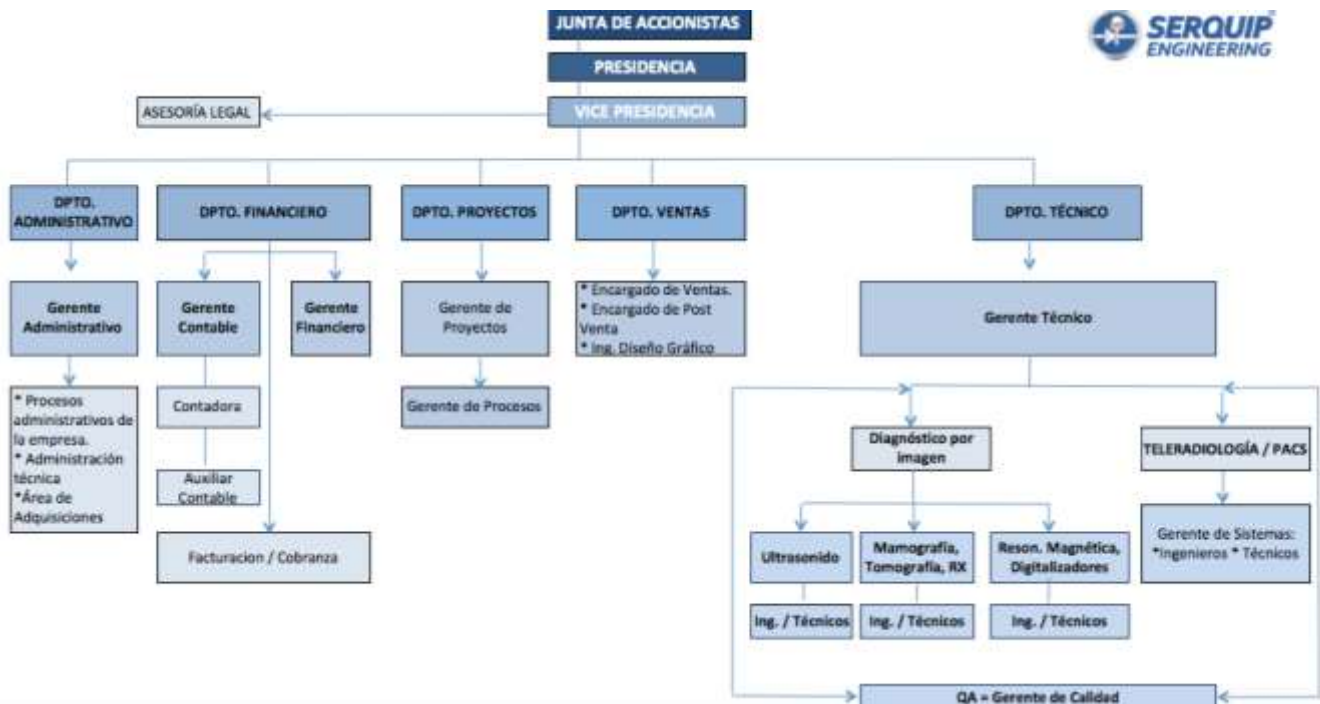 JUNTA DE ACCIONISTAS
SERQUIP
ENGINEERING
PRESIDENCIA
ASESORÍA LEGAL
VICE PRESIDENCIA
DPTO.
ADMINISTRATIVO
DPTO. FINANCIERO
DPTO. PROYECTOS
DPTO. VENTAS
DPTO. TÉCNICO
Gerente
Administrativo
Gerente
Contable
Gerente
Financiero
Gerente de
Proyectos
* Encargado de Ventas.
* Encargado de Post
Venta
* Ing. Diseño Gráfico
Gerente Técnico
* Procesos
administrativos de
la empresa.
* Administración
técnica
*Área de
Adquisiciones
Contadora
Gerente de Procesos
Diagnóstico por
imagen
TELERADIOLOGÍA / PACS
Auxiliar
Contable
Facturacion / Cobranza
Ultrasonido
Mamografía,
Tomografía, RX
Reson. Magnética,
Digitalizadores
Gerente de Sistemas:
*Ingenieros * Técnicos
Ing. / Técnicos
Ing. / Técnicos
Ing. / Técnicos
QA = Gerente de Calidad